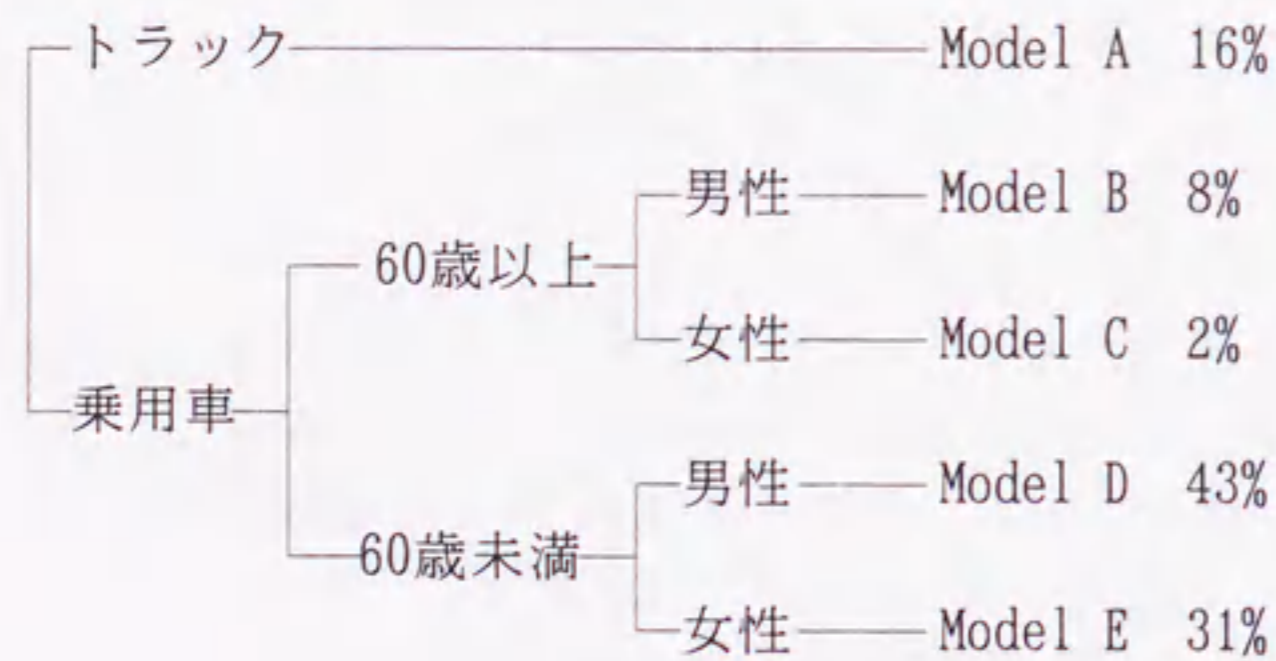 トラック Model A 16%
男性 Model B 8%
60歳以上
女性 Model C 2%
乗用車
男性 Model D 43%
60歳未満
女性 Model E 31%